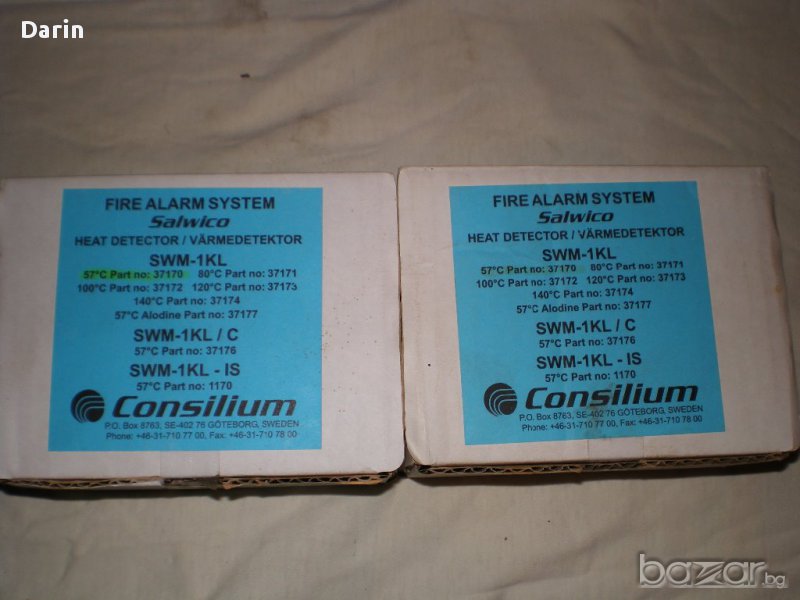 Darin
FIRE ALARM SYSTEM
Salwico
HEAT DETECTOR / VÄRMEDETEKTOR
SWM-1KL
57°C Part no: 37170 80°C Part no: 37171
100°C Part no: 37172 120°C Part no: 37173
140°C Part no: 37174
57°C Alodine Part no: 37177
SWM-1KL / C
57°C Part no: 37176
SWM-1KL - IS
57°C Part no: 1170
Consilium
P.O. Box 8763, SE-402 76 GÖTEBORG, SWEDEN
Phone: +46-31-710 77 00, Fax: +46-31-710 78 00
FIRE ALARM SYSTEM
Salwico
HEAT DETECTOR / VÄRMEDETEKTOR
SWM-1KL
57°C Part no: 37170 80°C Part no: 37171
100°C Part no: 37172 120°C Part no: 37173
140°C Part no: 37174
57°C Alodine Part no: 37177
SWM-1KL / C
57°C Part no: 37176
SWM-1KL - IS
57°C Part no: 1170
Consilium
P.O. Box 8763, SE-402 76 GÖTEBORG, SWEDEN
Phone: +46-31-710 77 00, Fax: +46-31-710 78 00
bazar.bg